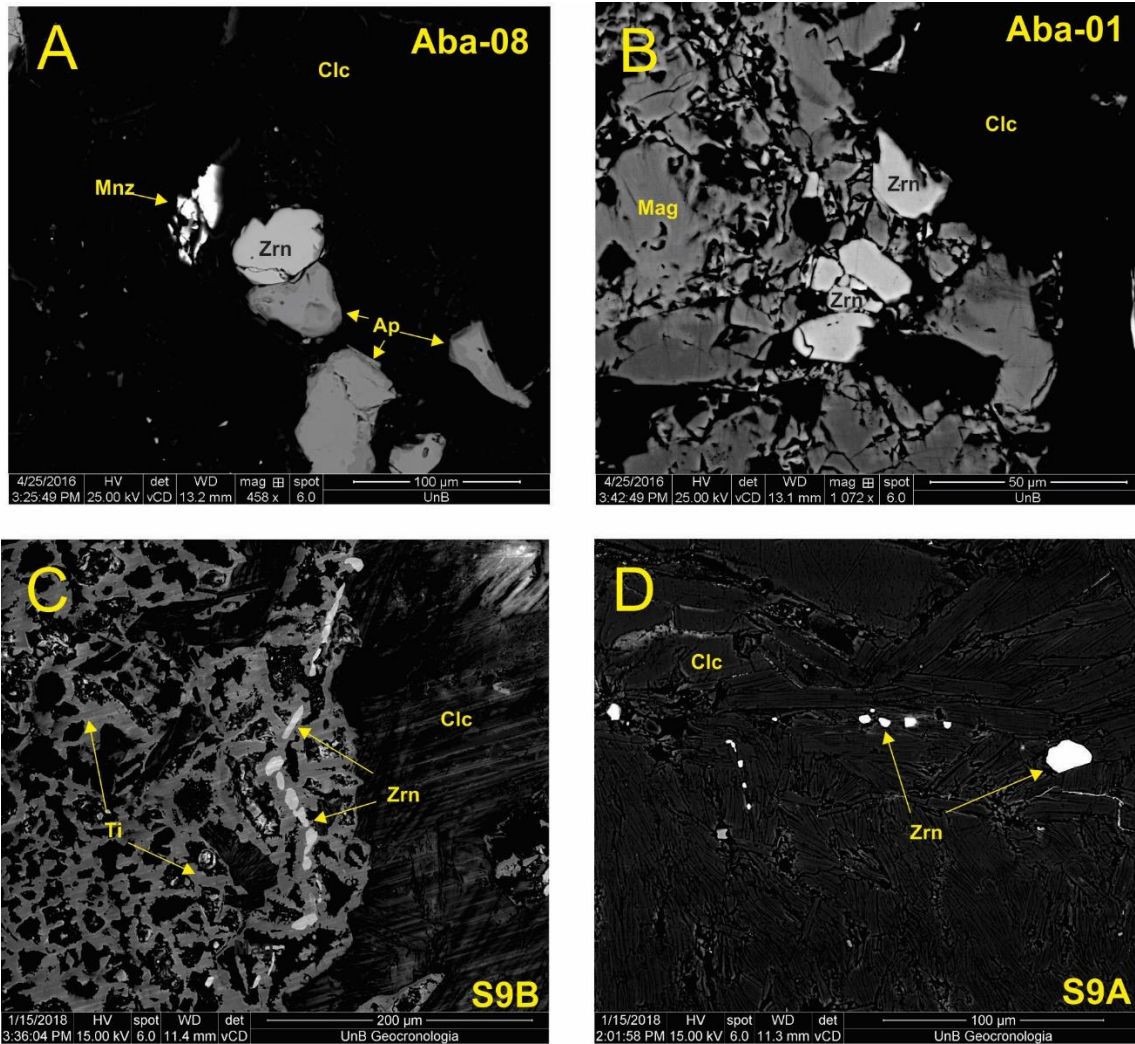 A
Aba-08
Clc
Mnz
Zrn
Ap
4/25/2016 HV det WD mag ⊞ spot
3:25:49 PM 25.00 kV vCD 13.2 mm 458 x 6.0
100 µm
UnB
B
Aba-01
Clc
Zrn
Mag
Zrn
4/25/2016 HV det WD mag ⊞ spot
3:42:49 PM 25.00 kV vCD 13.1 mm 1 072 x 6.0
50 µm
UnB
C
Clc
Zrn
Ti
S9B
1/15/2018 HV spot WD det
3:36:04 PM 15.00 kV 6.0 11.4 mm vCD
200 µm
UnB Geocronologia
D
Clc
Zrn
S9A
1/15/2018 HV spot WD det
2:01:58 PM 15.00 kV 6.0 11.3 mm vCD
100 µm
UnB Geocronologia